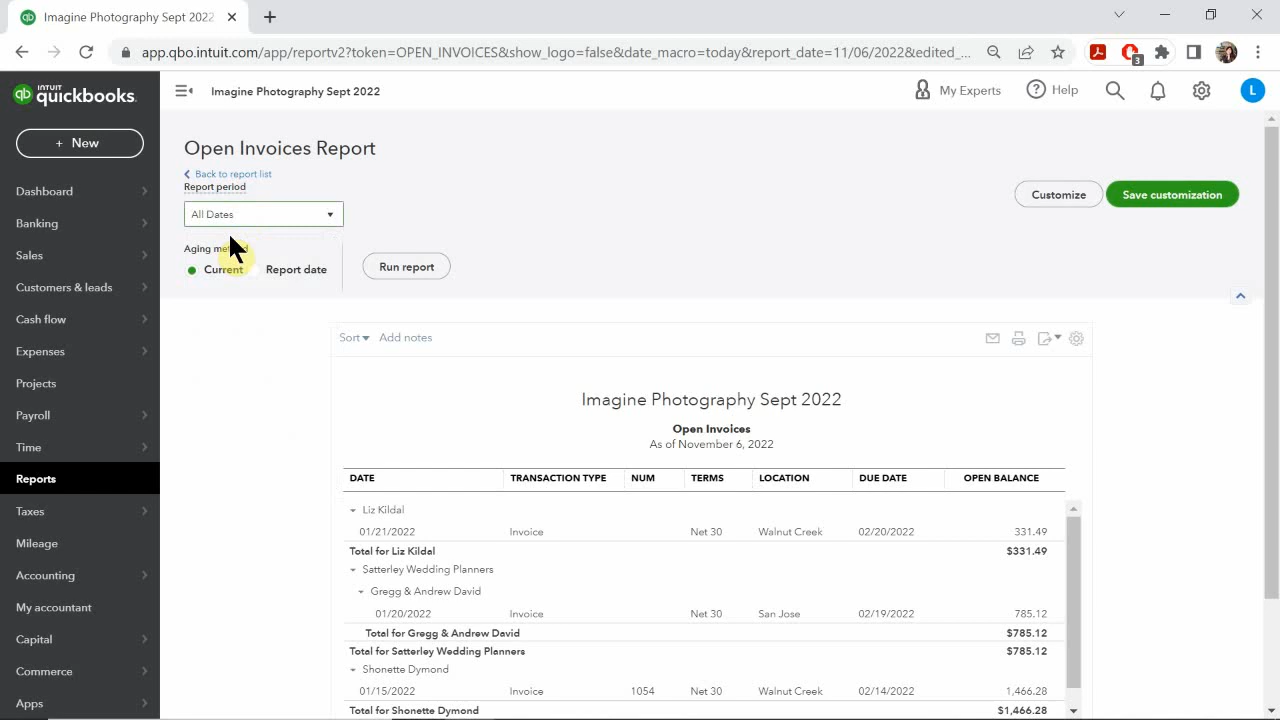 Imagine Photography Sept 2022
app.qbo.intuit.com/app/reportv2?token=OPEN_INVOICES&show_logo=false&date_macro=today&report_date=11/06/2022&edited_...
3
qb INTUIT quickbooks.
Imagine Photography Sept 2022
My Experts
Help
L
+ New
Dashboard
Banking
Sales
Customers & leads
Cash flow
Expenses
Projects
Payroll
Time
Reports
Taxes
Mileage
Accounting
My accountant
Capital
Commerce
Apps
Open Invoices Report
Back to report list
Report period
All Dates
Customize
Save customization
Aging
Current Report date
Run report
Sort Add notes
Imagine Photography Sept 2022
Open Invoices
As of November 6, 2022
DATE TRANSACTION TYPE NUM TERMS LOCATION DUE DATE OPEN BALANCE
Liz Kildal
01/21/2022 Invoice Net 30 Walnut Creek 02/20/2022 331.49
Total for Liz Kildal $331.49
Satterley Wedding Planners
Gregg & Andrew David
01/20/2022 Invoice Net 30 San Jose 02/19/2022 785.12
Total for Gregg & Andrew David $785.12
Total for Satterley Wedding Planners $785.12
Shonette Dymond
01/15/2022 Invoice 1054 Net 30 Walnut Creek 02/14/2022 1,466.28
Total for Shonette Dymond $1,466.28